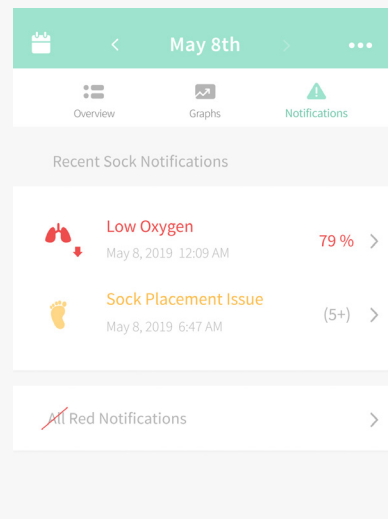 May 8th
Overview
Graphs
Notifications
Recent Sock Notifications
Low Oxygen
79 %
May 8, 2019 12:09 AM
Sock Placement Issue
(5+)
May 8, 2019 6:47 AM
All Red Notifications